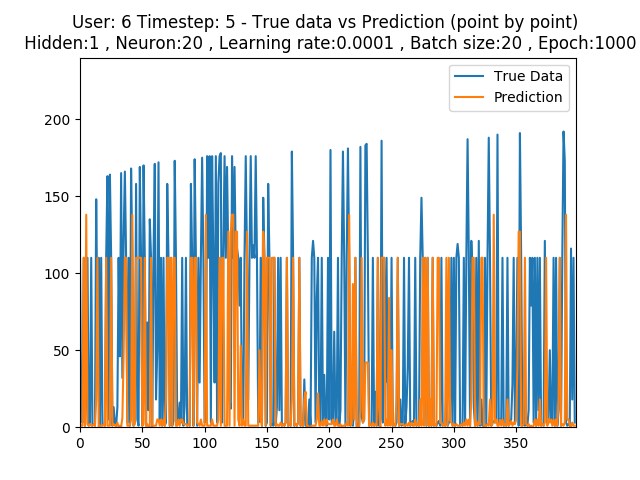 User: 6 Timestep: 5 - True data vs Prediction (point by point)
Hidden:1 , Neuron:20 , Learning rate:0.0001 , Batch size:20 , Epoch:1000
True Data
Prediction
200
150
100
50
0
0 50 100 150 200 250 300 350